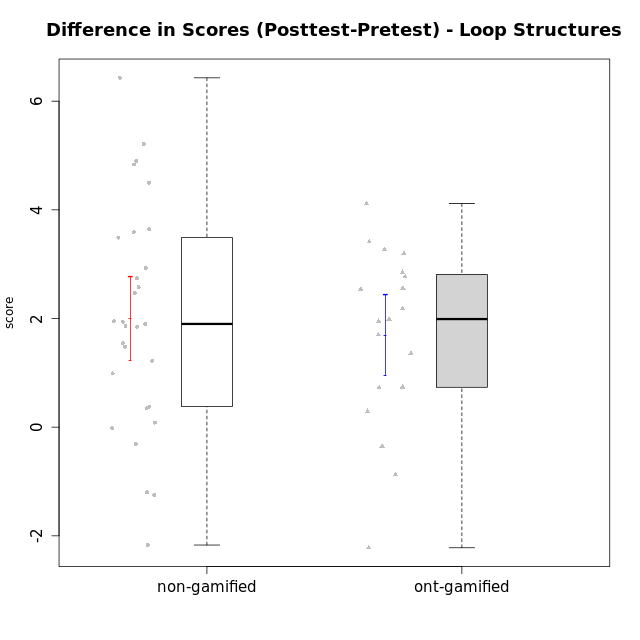 Difference in Scores (Posttest-Pretest) - Loop Structures
6
4
2
0
-2
score
non-gamified
ont-gamified